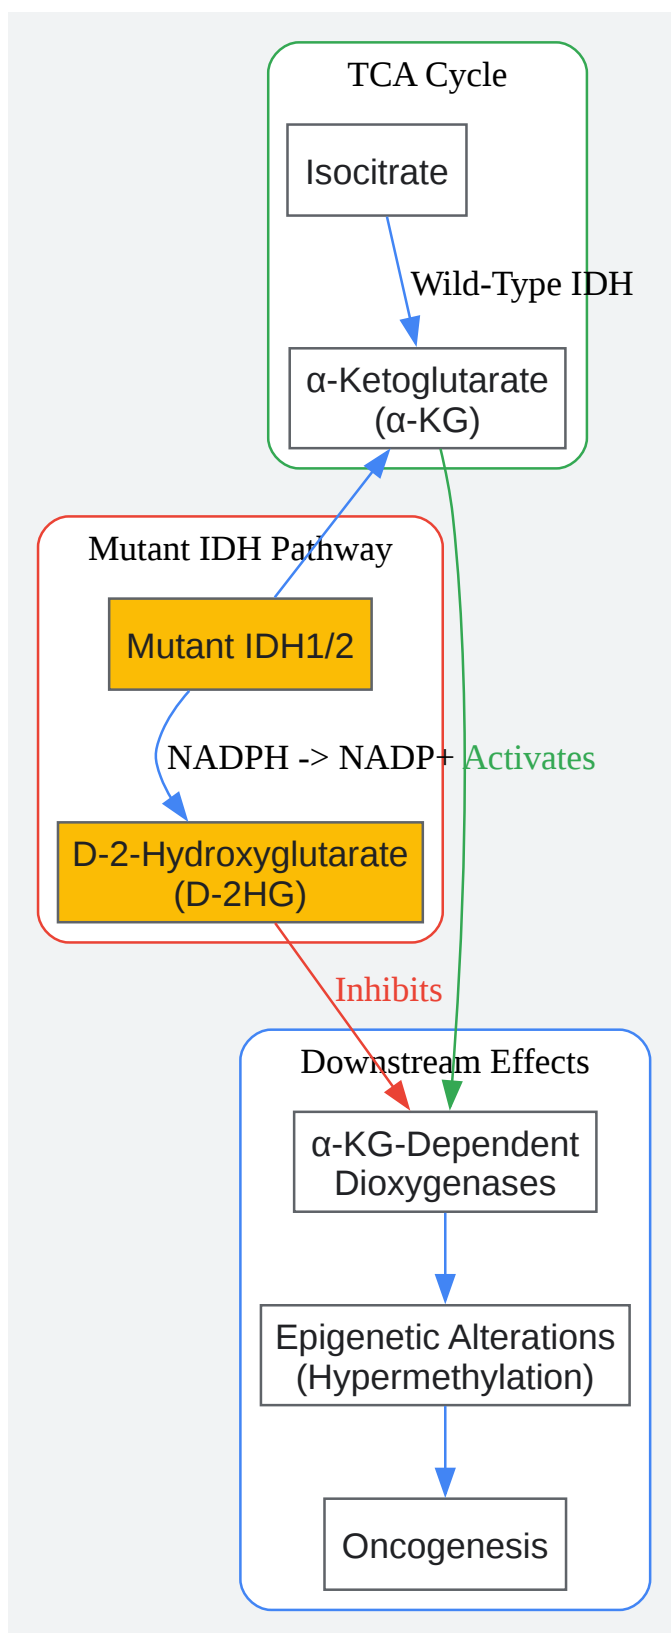 TCA Cycle
Isocitrate
Wild-Type IDH
α-Ketoglutarate
(α-KG)
Mutant IDH Pathway
Mutant IDH1/2
NADPH -> NADP+
Activates
D-2-Hydroxyglutarate
(D-2HG)
Inhibits
Downstream Effects
α-KG-Dependent
Dioxygenases
Epigenetic Alterations
(Hypermethylation)
Oncogenesis